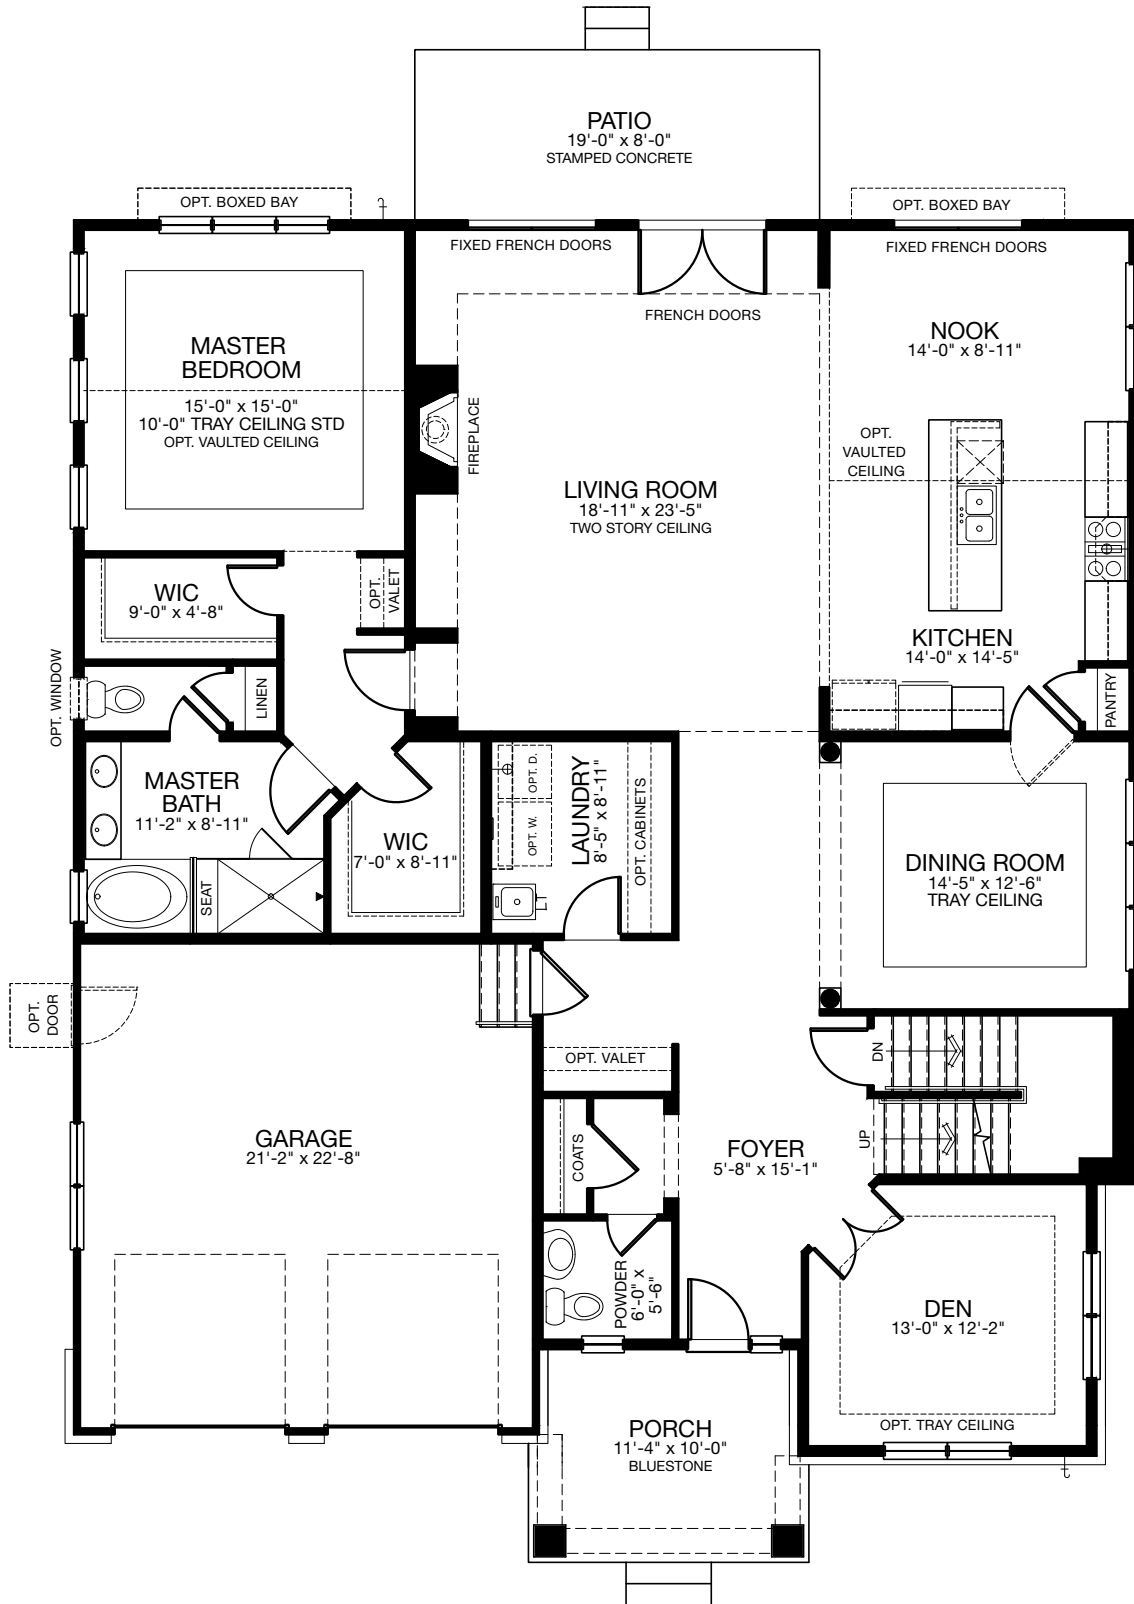 PATIO
19'-0" x 8'-0"
STAMPED CONCRETE
OPT. BOXED BAY
OPT. BOXED BAY
FIXED FRENCH DOORS
FIXED FRENCH DOORS
FRENCH DOORS
NOOK
14'-0" x 8'-11"
MASTER
BEDROOM
15'-0" x 15'-0"
10'-0" TRAY CEILING STD
OPT. VAULTED CEILING
FIREPLACE
OPT.
VAULTED
CEILING
LIVING ROOM
18'-11" x 23'-5"
TWO STORY CEILING
WIC
9'-0" x 4'-8"
OPT.
VALET
KITCHEN
14'-0" x 14'-5"
OPT. WINDOW
LINEN
PANTRY
MASTER
BATH
11'-2" x 8'-11"
OPT. D.
OPT. W.
LAUNDRY
8'-5" x 8'-11"
OPT. CABINETS
WIC
7'-0" x 8'-11"
SEAT
DINING ROOM
14'-5" x 12'-6"
TRAY CEILING
OPT.
DOOR
OPT. VALET
DN
UP
GARAGE
21'-2" x 22'-8"
COATS
FOYER
5'-8" x 15'-1"
POWDER
6'-0" x
5'-6"
DEN
13'-0" x 12'-2"
OPT. TRAY CEILING
PORCH
11'-4" x 10'-0"
BLUESTONE